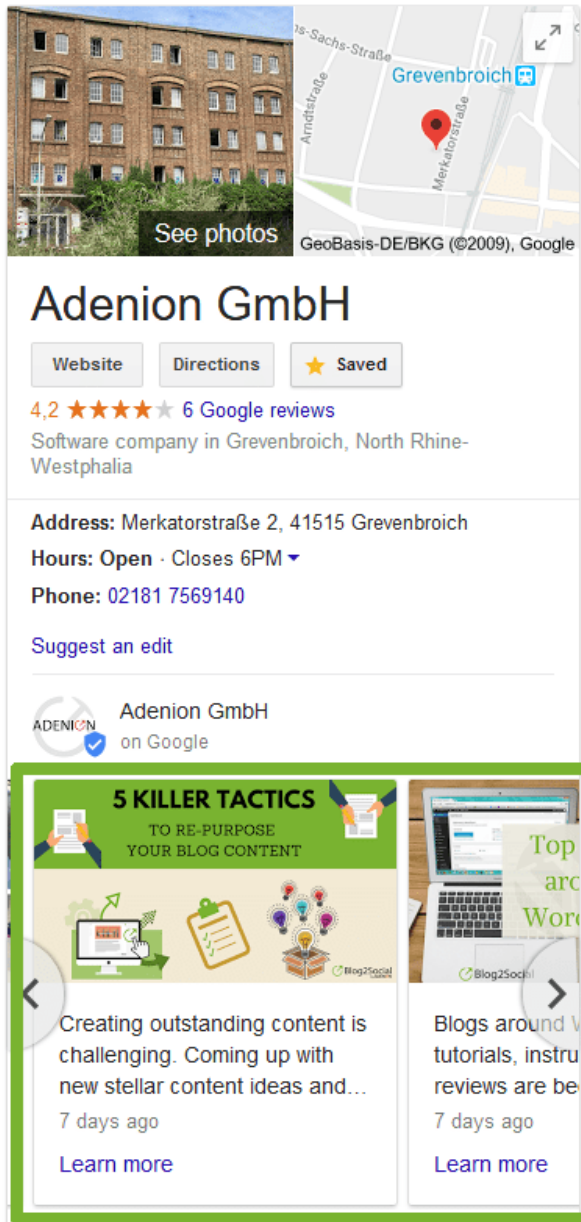 ns-Sachs-Straße
Grevenbroich
Arndtstraße
Merkatorstraße
See photos
GeoBasis-DE/BKG (©2009), Google
Adenion GmbH
Website
Directions
Saved
4,2
6 Google reviews
Software company in Grevenbroich, North Rhine-
Westphalia
Address: Merkatorstraße 2, 41515 Grevenbroich
Hours: Open · Closes 6PM
Phone: 02181 7569140
Suggest an edit
ADENION
Adenion GmbH
on Google
5 KILLER TACTICS
TO RE-PURPOSE
YOUR BLOG CONTENT
Blog2Social
Creating outstanding content is
challenging. Coming up with
new stellar content ideas and...
7 days ago
Learn more
Top
arc
Word
Blog2Social
Blogs around W
tutorials, instru
reviews are be
7 days ago
Learn more